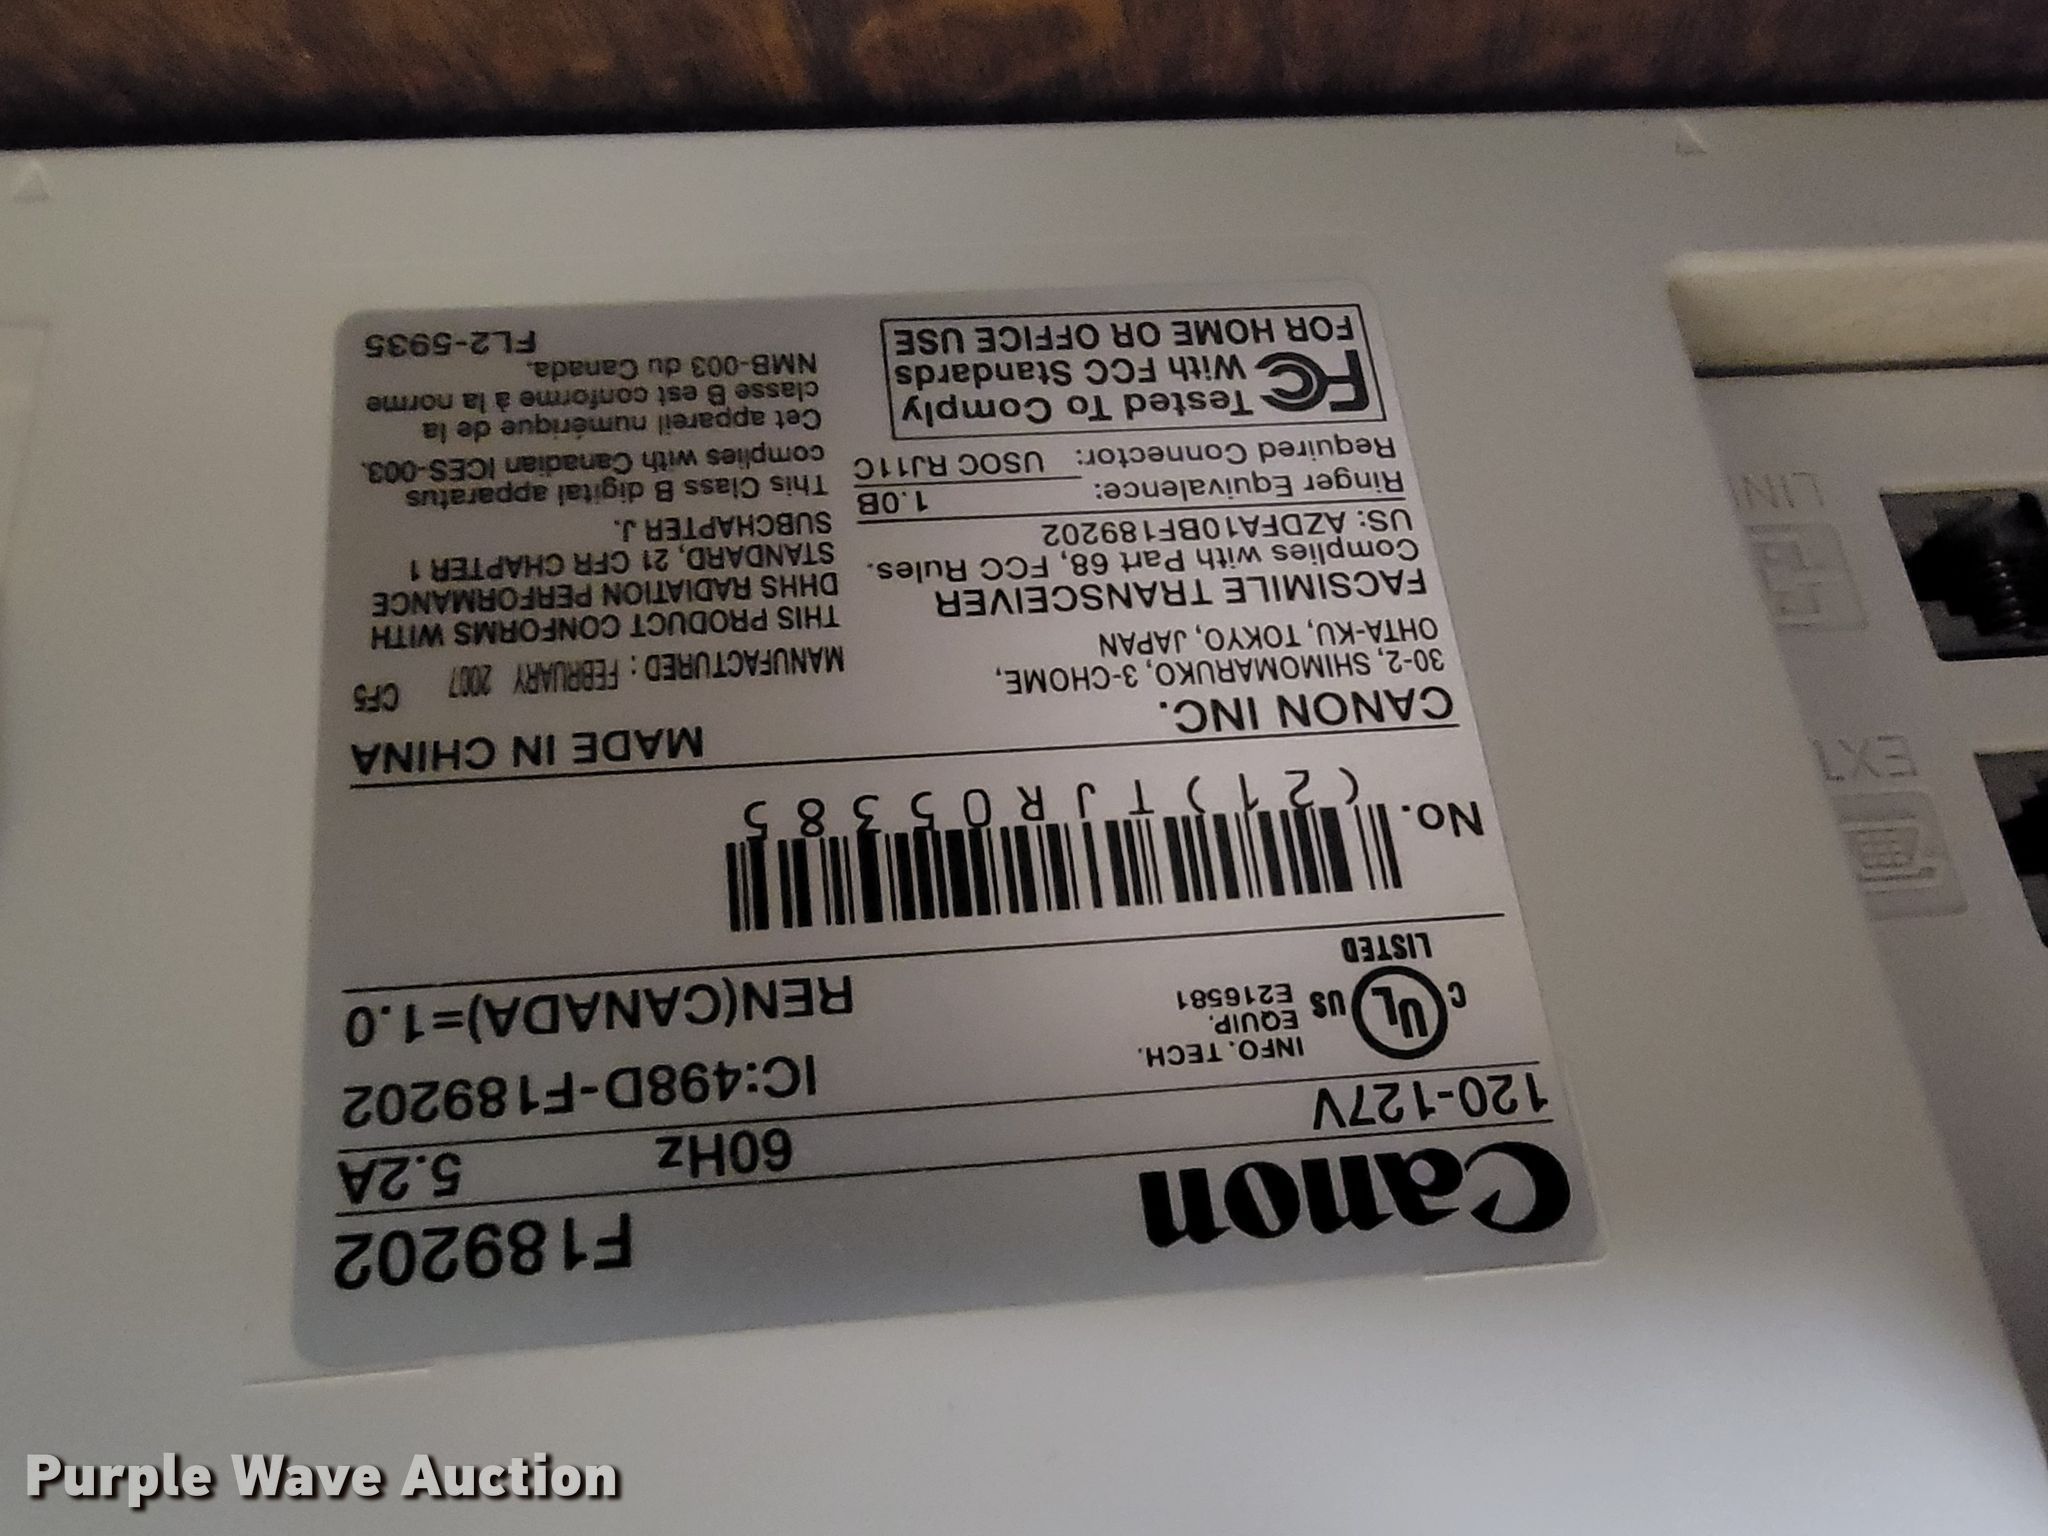 Canon F189202
120-127V 60Hz 5.2A
C UL US LISTED
INFO. TECH.
EQUIP.
E216581
IC:498D-F189202
REN(CANADA)=1.0
No. (21)TJR05385
CANON INC. MADE IN CHINA
30-2, SHIMOMARUKO, 3-CHOME,
OHTA-KU, TOKYO, JAPAN
FACSIMILE TRANSCEIVER
Complies with Part 68, FCC Rules.
US: AZDFA10BF189202
Ringer Equivalence: 1.0B
Required Connector: USOC RJ11C
FC Tested To Comply
With FCC Standards
FOR HOME OR OFFICE USE
MANUFACTURED: FEBRUARY 2007 CF5
THIS PRODUCT CONFORMS WITH
DHHS RADIATION PERFORMANCE
STANDARD, 21 CFR CHAPTER 1
SUBCHAPTER J.
This Class B digital apparatus
complies with Canadian ICES-003.
Cet appareil numérique de la
classe B est conforme à la norme
NMB-003 du Canada.
FL2-5935
EXT
Purple Wave Auction